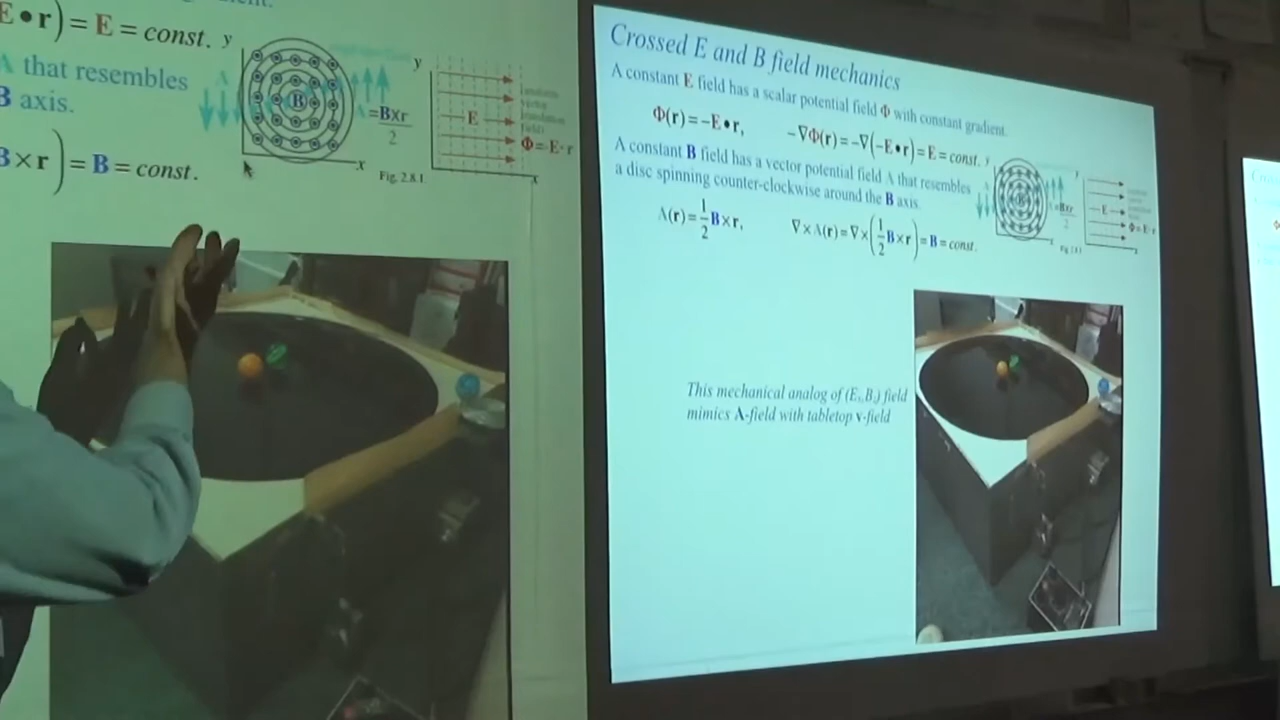 E•r) = E = const.
A that resembles
B axis.
B×r) = B = const.
y
B
=B×r
2
x
Fig. 2.8.1.
y
E
Φ=-E·r
x
Crossed E and B field mechanics
A constant E field has a scalar potential field Φ with constant gradient.
Φ(r)=-E•r, -∇Φ(r)=-∇(-E•r)=E=const.
A constant B field has a vector potential field A that resembles
a disc spinning counter-clockwise around the B axis.
A(r)=1/2 B×r, ∇×A(r)=∇×(1/2 B×r)=B=const.
E
Φ=-E·r
This mechanical analog of (E,B) field
mimics A-field with tabletop v-field